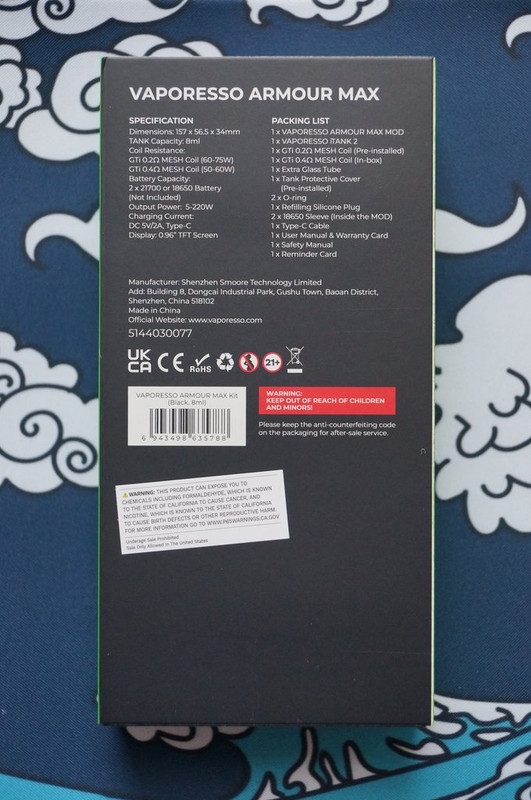 VAPORESSO ARMOUR MAX
SPECIFICATION
Dimensions: 157 x 56.5 x 34mm
TANK Capacity: 8ml
Coil Resistance:
GTi 0.2Ω MESH Coil (60-75W)
GTi 0.4Ω MESH Coil (50-60W)
Battery Capacity:
2 x 21700 or 18650 Battery
(Not Included)
Output Power: 5-220W
Charging Current:
DC 5V/2A, Type-C
Display: 0.96" TFT Screen
PACKING LIST
1 x VAPORESSO ARMOUR MAX MOD
1 x VAPORESSO iTANK 2
1 x GTi 0.2Ω MESH Coil (Pre-installed)
1 x GTi 0.4Ω MESH Coil (In-box)
1 x Extra Glass Tube
1 x Tank Protective Cover
(Pre-installed)
2 x O-ring
1 x Refilling Silicone Plug
2 x 18650 Sleeve (Inside the MOD)
1 x Type-C Cable
1 x User Manual & Warranty Card
1 x Safety Manual
1 x Reminder Card
Manufacturer: Shenzhen Smoore Technology Limited
Add: Building 8, Dongcai Industrial Park, Gushu Town, Baoan District,
Shenzhen, China 518102
Made in China
Official Website: www.vaporesso.com
5144030077
UK
CA CE RoHS 21+
VAPORESSO ARMOUR MAX Kit
(Black, 8ml)
6 943498 635788
WARNING:
KEEP OUT OF REACH OF CHILDREN
AND MINORS!
Please keep the anti-counterfeiting code
on the packaging for after-sale service.
WARNING: THIS PRODUCT CAN EXPOSE YOU TO
CHEMICALS INCLUDING FORMALDEHYDE, WHICH IS KNOWN
TO THE STATE OF CALIFORNIA TO CAUSE CANCER, AND
NICOTINE, WHICH IS KNOWN TO THE STATE OF CALIFORNIA
TO CAUSE BIRTH DEFECTS OR OTHER REPRODUCTIVE HARM.
FOR MORE INFORMATION GO TO WWW.P65WARNINGS.CA.GOV
Underage Sale Prohibited
Sale Only Allowed In The United States